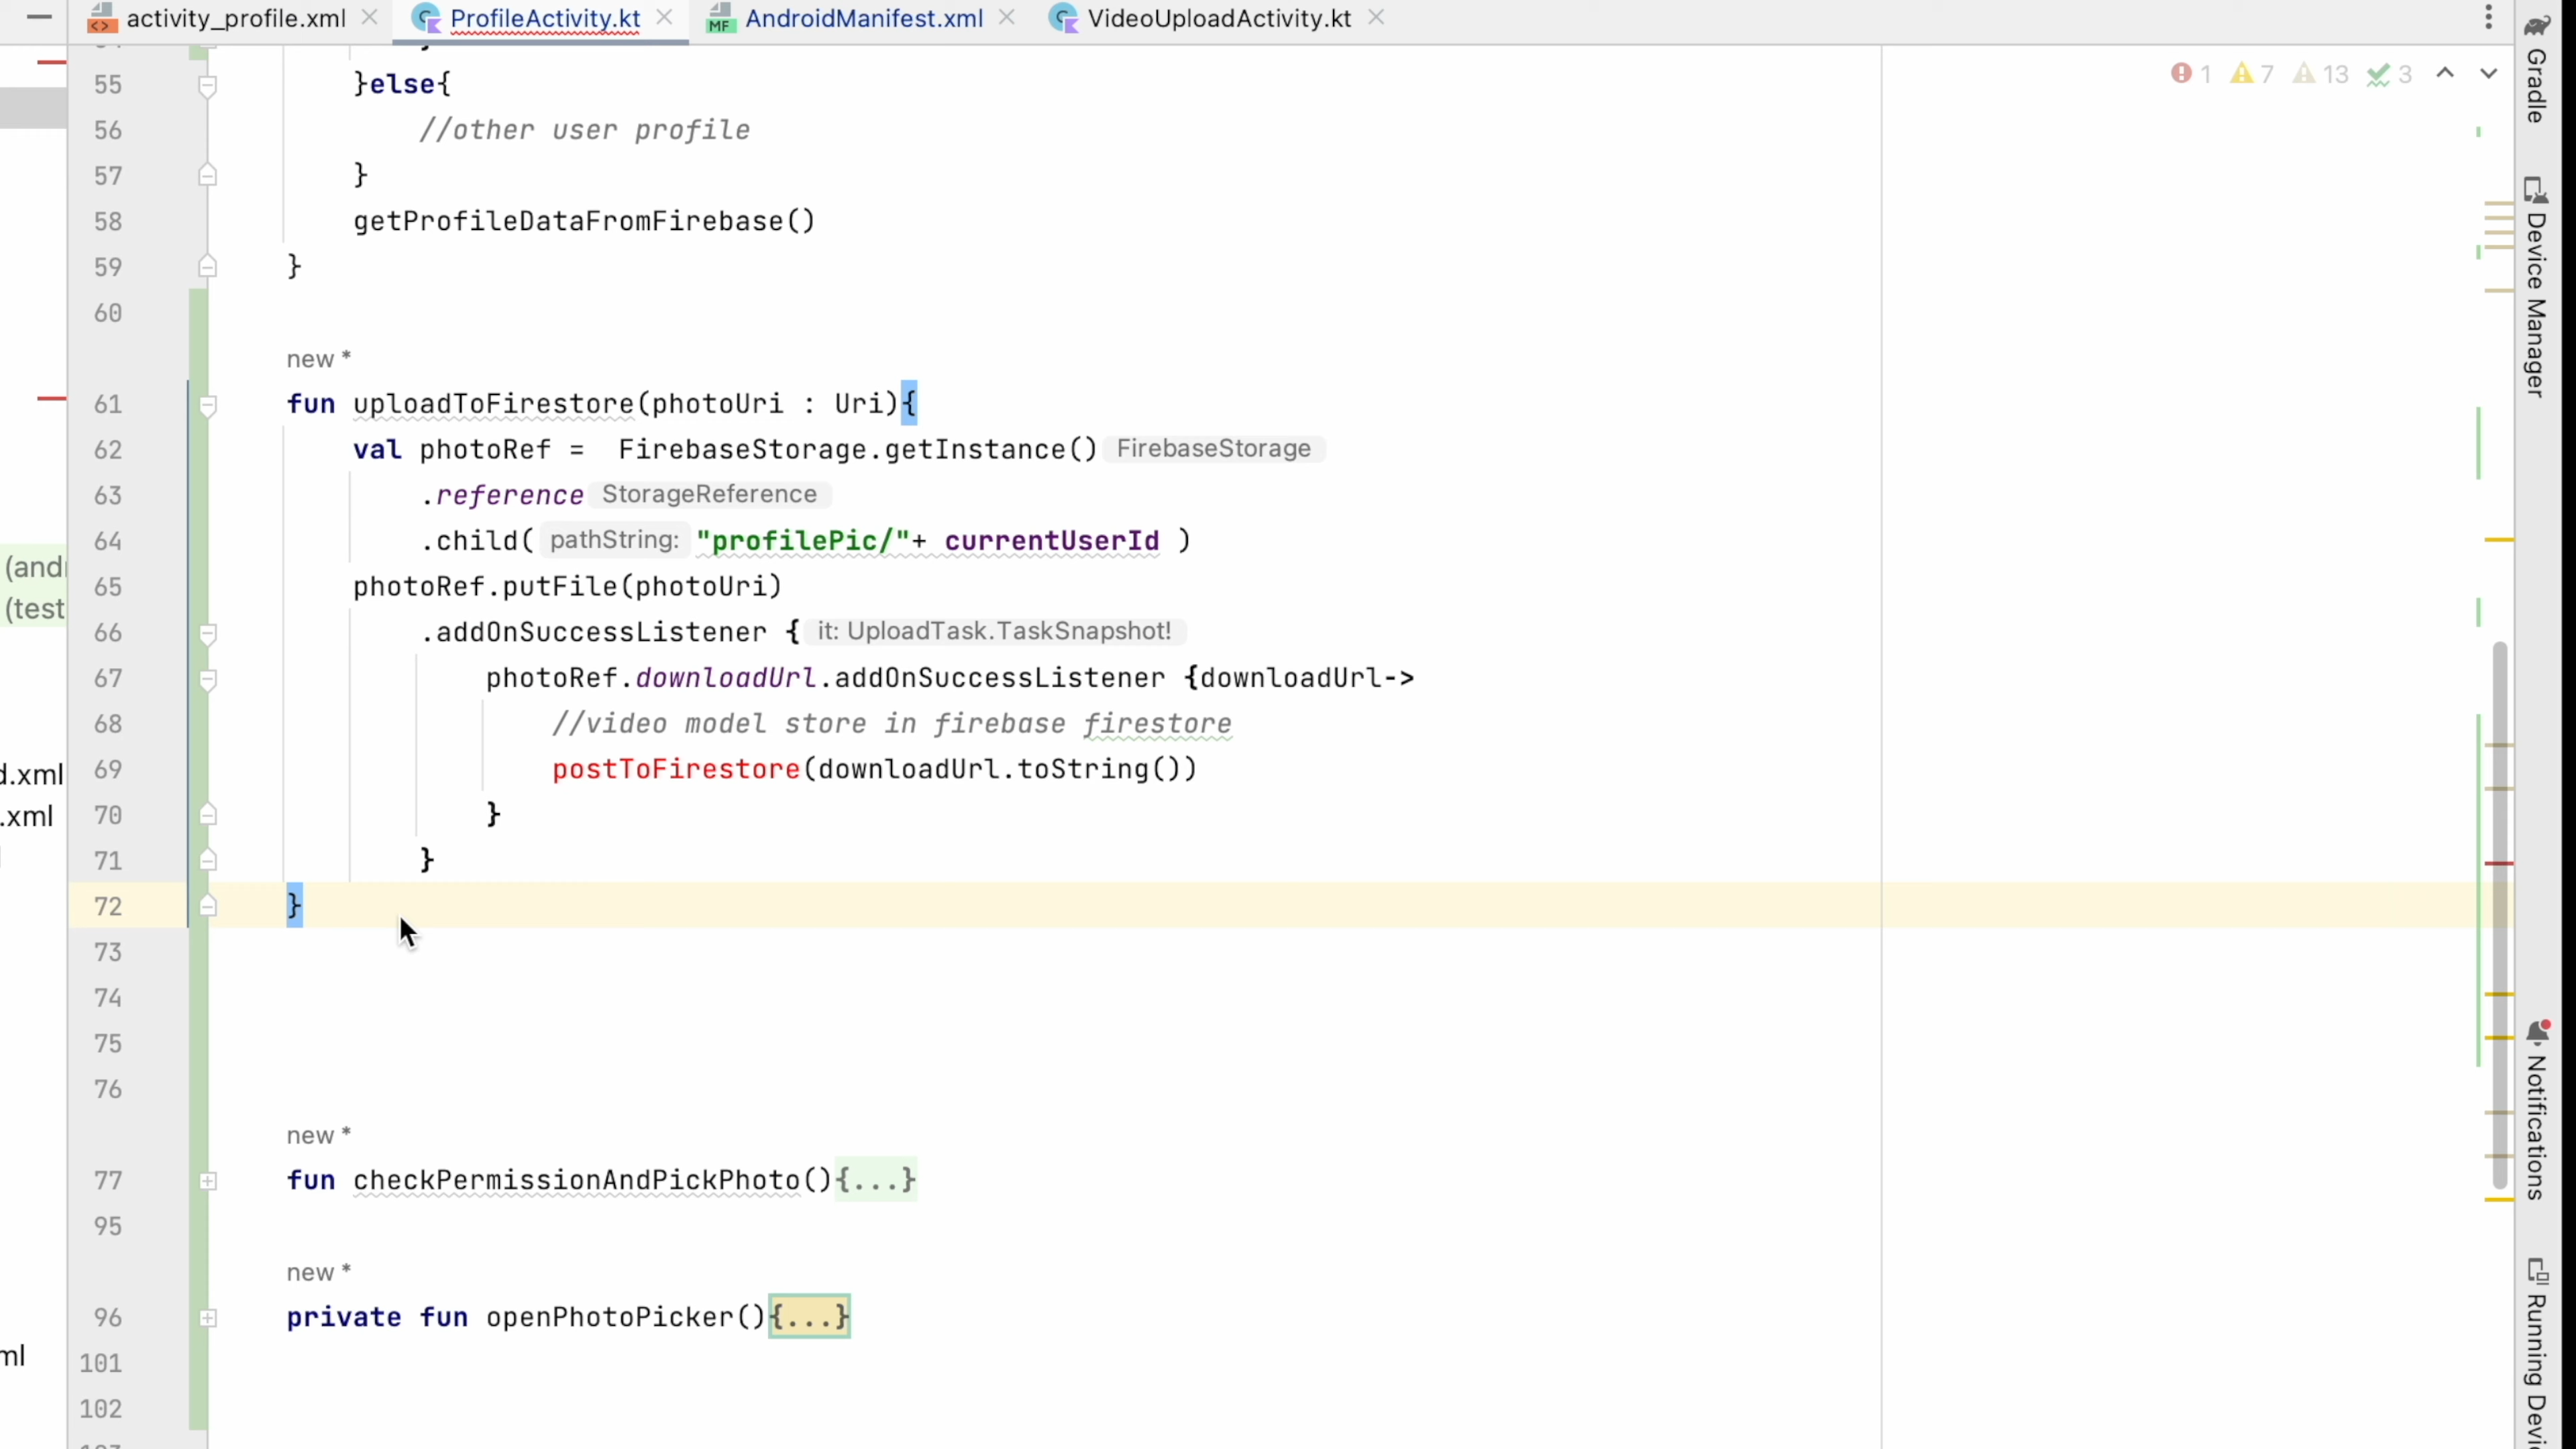 activity_profile.xml ProfileActivity.kt AndroidManifest.xml VideoUploadActivity.kt
1 7 13 3
55 }else{
56 //other user profile
57 }
58 getProfileDataFromFirebase()
59 }
60
new *
61 fun uploadToFirestore(photoUri : Uri){
62 val photoRef =  FirebaseStorage.getInstance() FirebaseStorage
63 .reference StorageReference
64 .child( pathString: "profilePic/"+ currentUserId )
65 photoRef.putFile(photoUri)
66 .addOnSuccessListener { it: UploadTask.TaskSnapshot!
67 photoRef.downloadUrl.addOnSuccessListener {downloadUrl->
68 //video model store in firebase firestore
69 postToFirestore(downloadUrl.toString())
70 }
71 }
72 }
73
74
75
76
new *
77 fun checkPermissionAndPickPhoto(){...}
95
new *
96 private fun openPhotoPicker(){...}
101
102
(and
(test
d.xml
.xml
ml
Gradle
Device Manager
Notifications
Running Devi